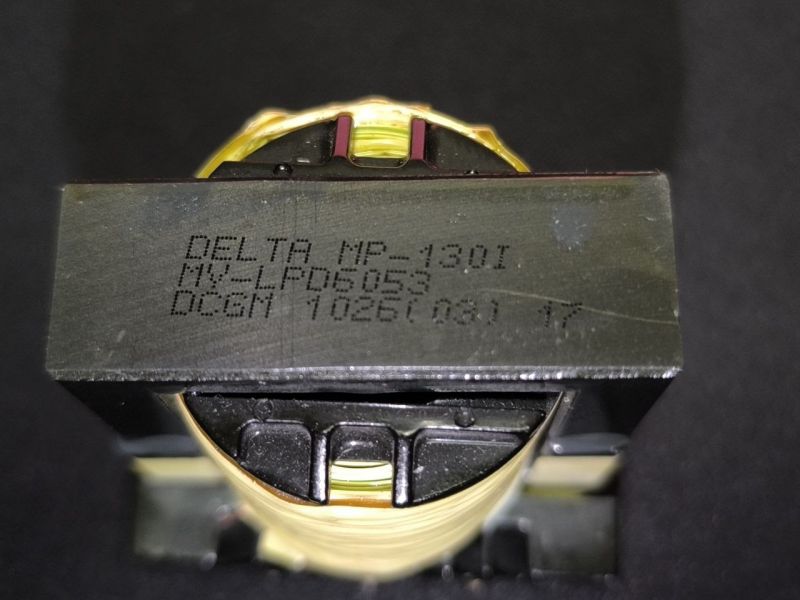 DELTA MP-130I
MV-LPD6053
DCGM 1026(03) 17